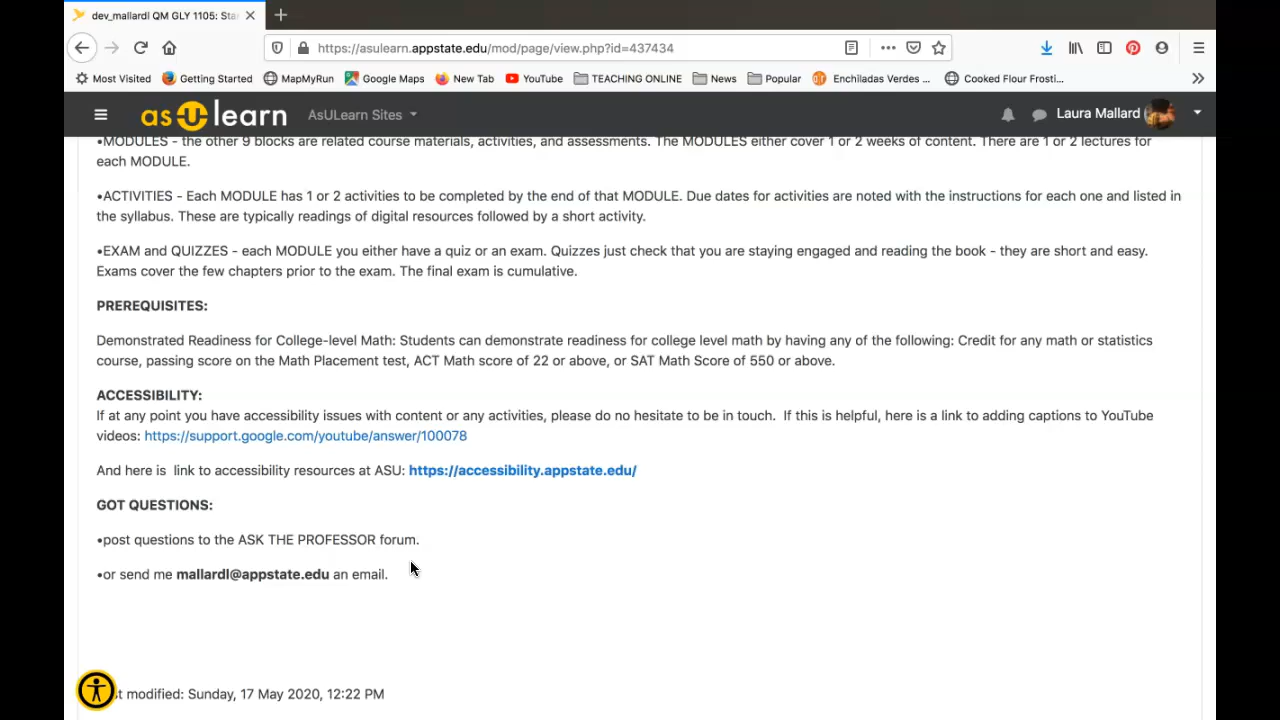 dev_mallardl QM GLY 1105: Sta
https://asulearn.appstate.edu/mod/page/view.php?id=437434
Most Visited Getting Started MapMyRun Google Maps New Tab YouTube TEACHING ONLINE News Popular Enchiladas Verdes ... Cooked Flour Frosti...
asULearn AsULearn Sites Laura Mallard
•MODULES - the other 9 blocks are related course materials, activities, and assessments. The MODULES either cover 1 or 2 weeks of content. There are 1 or 2 lectures for
each MODULE.
•ACTIVITIES - Each MODULE has 1 or 2 activities to be completed by the end of that MODULE. Due dates for activities are noted with the instructions for each one and listed in
the syllabus. These are typically readings of digital resources followed by a short activity.
•EXAM and QUIZZES - each MODULE you either have a quiz or an exam. Quizzes just check that you are staying engaged and reading the book - they are short and easy.
Exams cover the few chapters prior to the exam. The final exam is cumulative.
PREREQUISITES:
Demonstrated Readiness for College-level Math: Students can demonstrate readiness for college level math by having any of the following: Credit for any math or statistics
course, passing score on the Math Placement test, ACT Math score of 22 or above, or SAT Math Score of 550 or above.
ACCESSIBILITY:
If at any point you have accessibility issues with content or any activities, please do no hesitate to be in touch. If this is helpful, here is a link to adding captions to YouTube
videos: https://support.google.com/youtube/answer/100078
And here is link to accessibility resources at ASU: https://accessibility.appstate.edu/
GOT QUESTIONS:
•post questions to the ASK THE PROFESSOR forum.
•or send me mallardl@appstate.edu an email.
t modified: Sunday, 17 May 2020, 12:22 PM